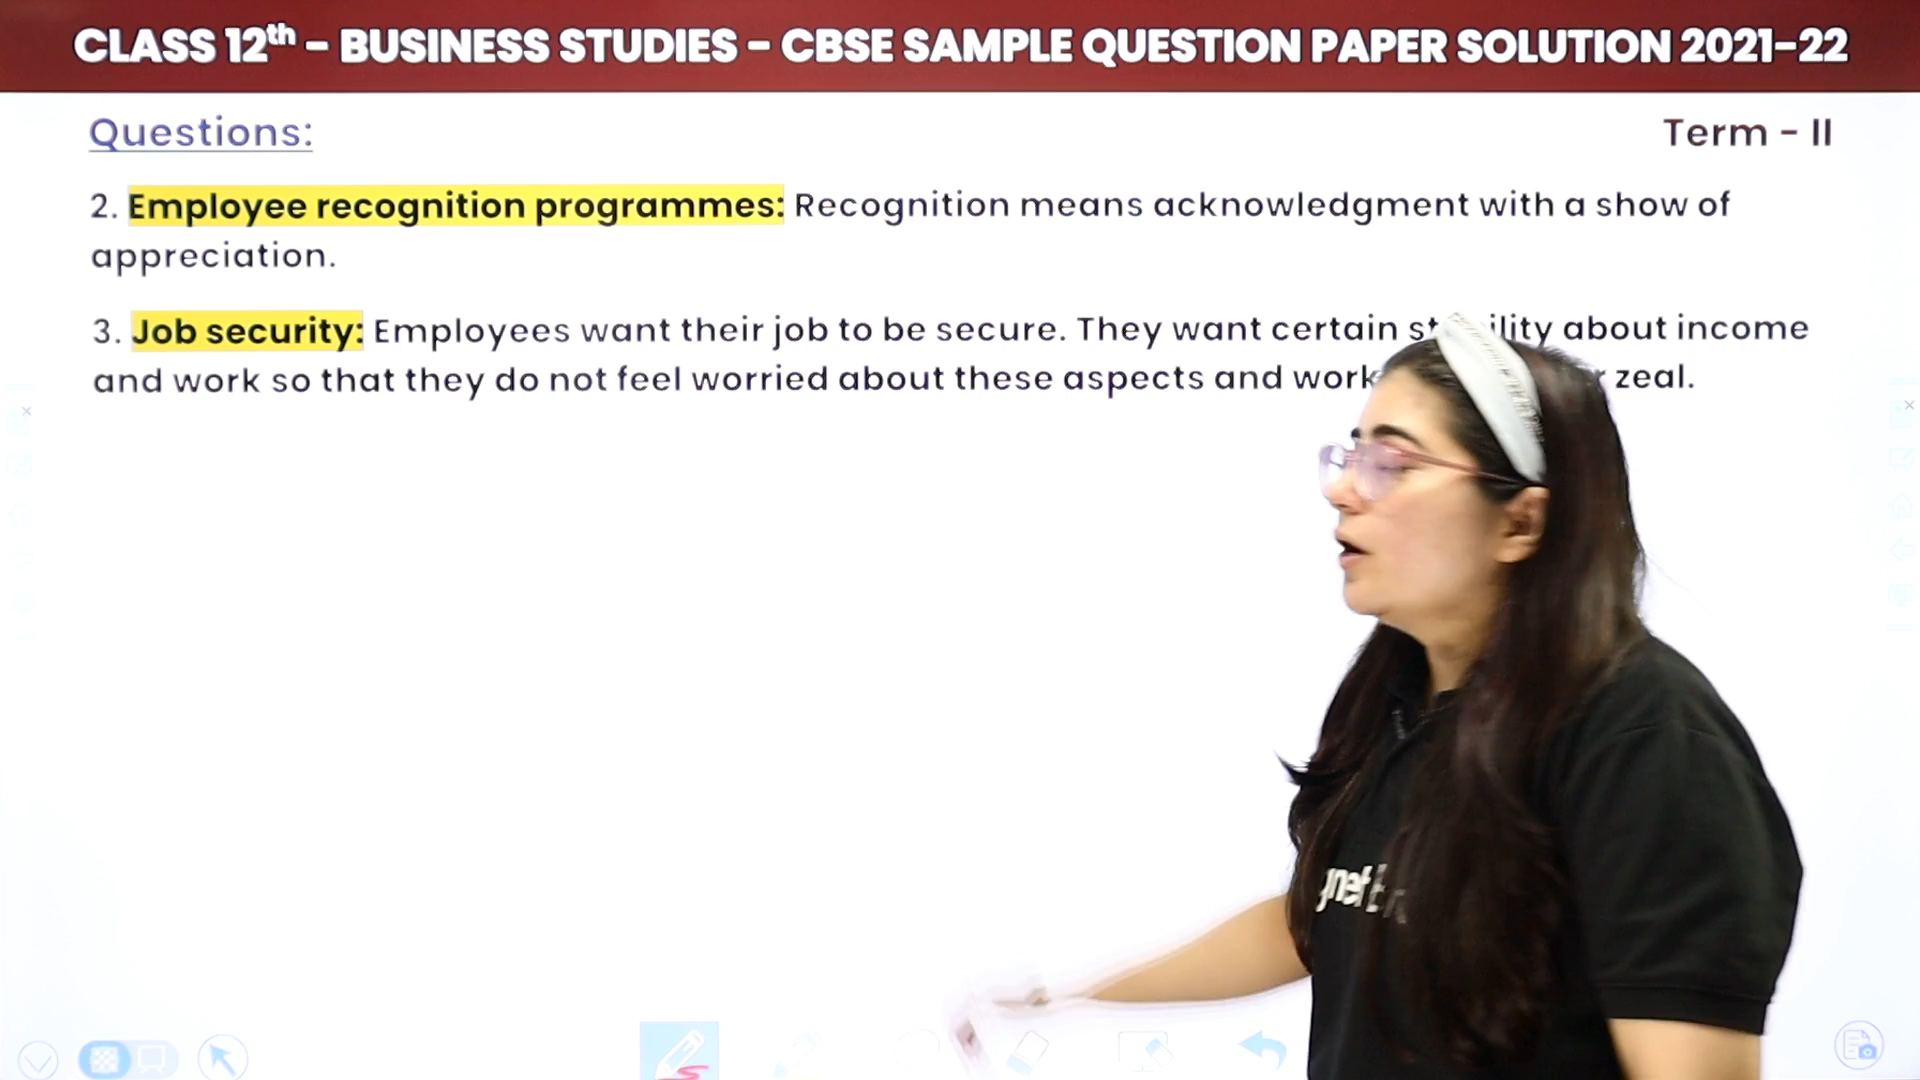 CLASS 12th – BUSINESS STUDIES – CBSE SAMPLE QUESTION PAPER SOLUTION 2021–22
Questions:
Term - II
2. Employee recognition programmes: Recognition means acknowledgment with a show of
appreciation.
3. Job security: Employees want their job to be secure. They want certain about income
and work so that they do not feel worried about these aspects and work zeal.